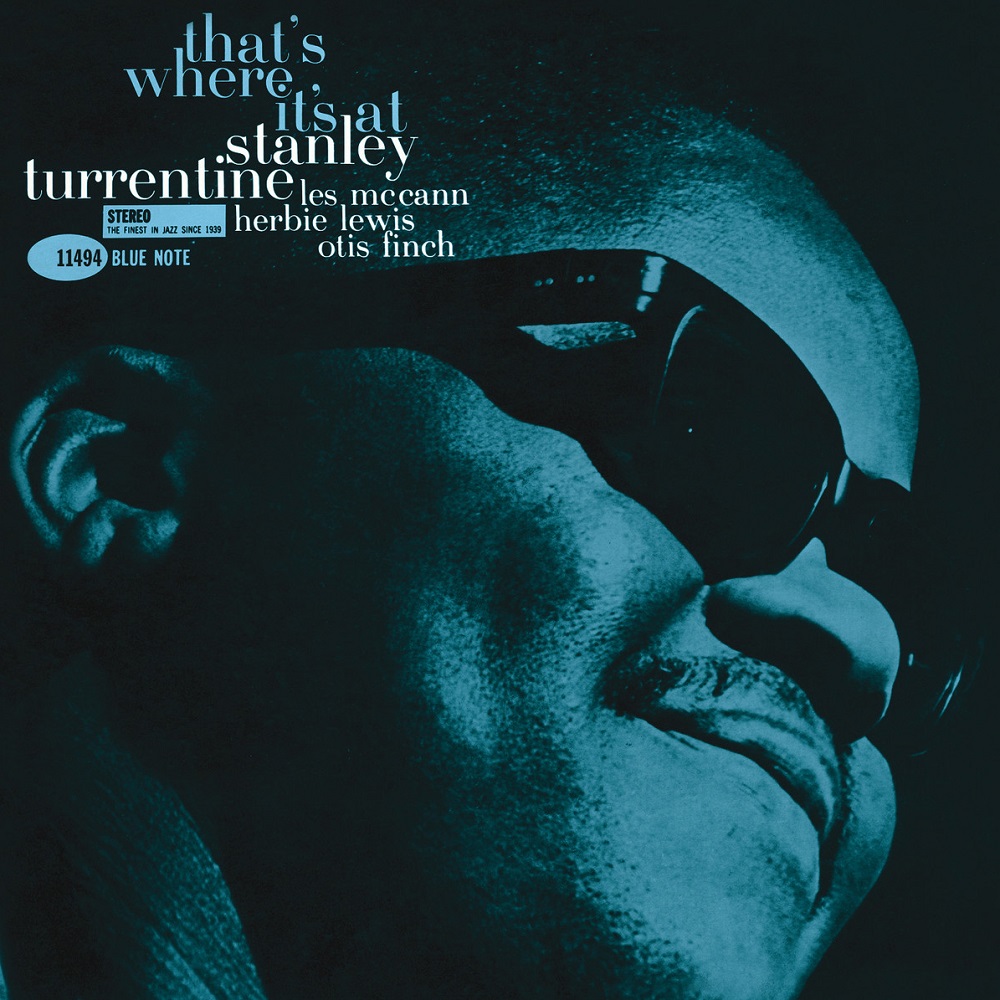 that's
where
it's at
stanley
turrentine
les mccann
herbie lewis
otis finch
STEREO
THE FINEST IN JAZZ SINCE 1939
11494 BLUE NOTE